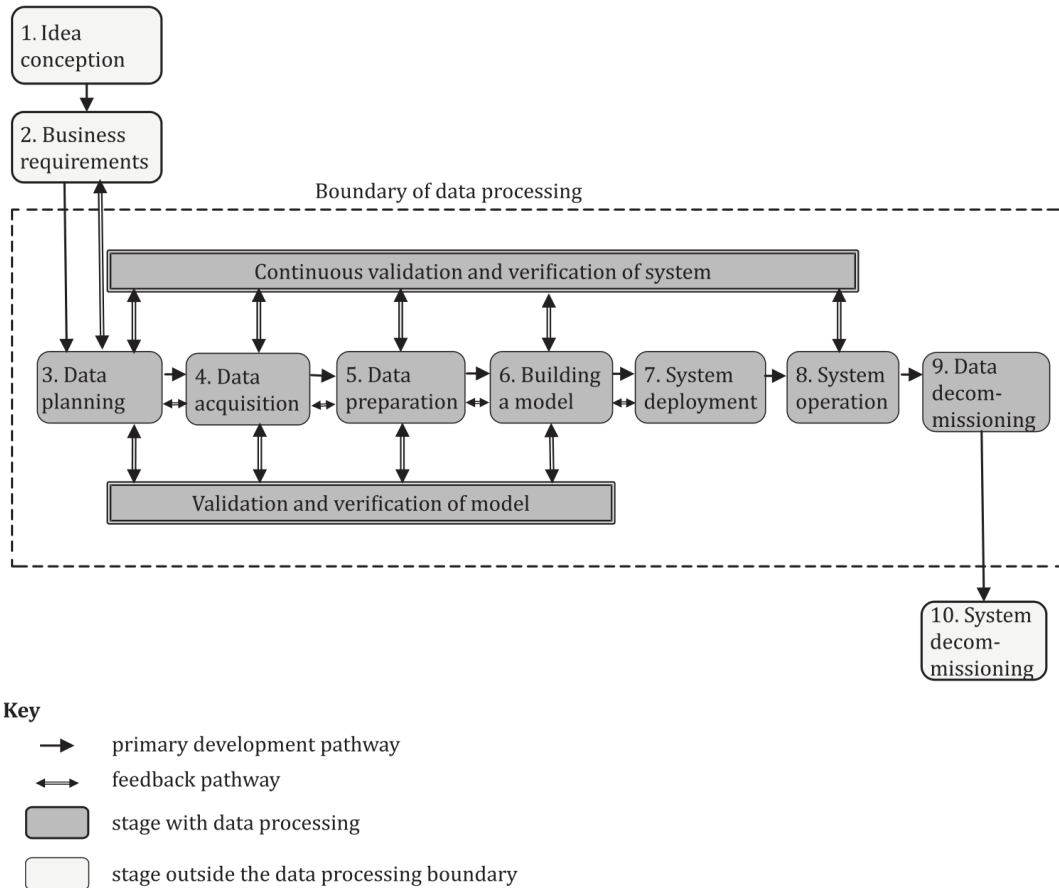 1. Idea
conception
2. Business
requirements
Boundary of data processing
Continuous validation and verification of system
3. Data
planning
4. Data
acquisition
5. Data
preparation
6. Building
a model
7. System
deployment
8. System
operation
9. Data
decom-
missioning
Validation and verification of model
10. System
decom-
missioning
Key
primary development pathway
feedback pathway
stage with data processing
stage outside the data processing boundary